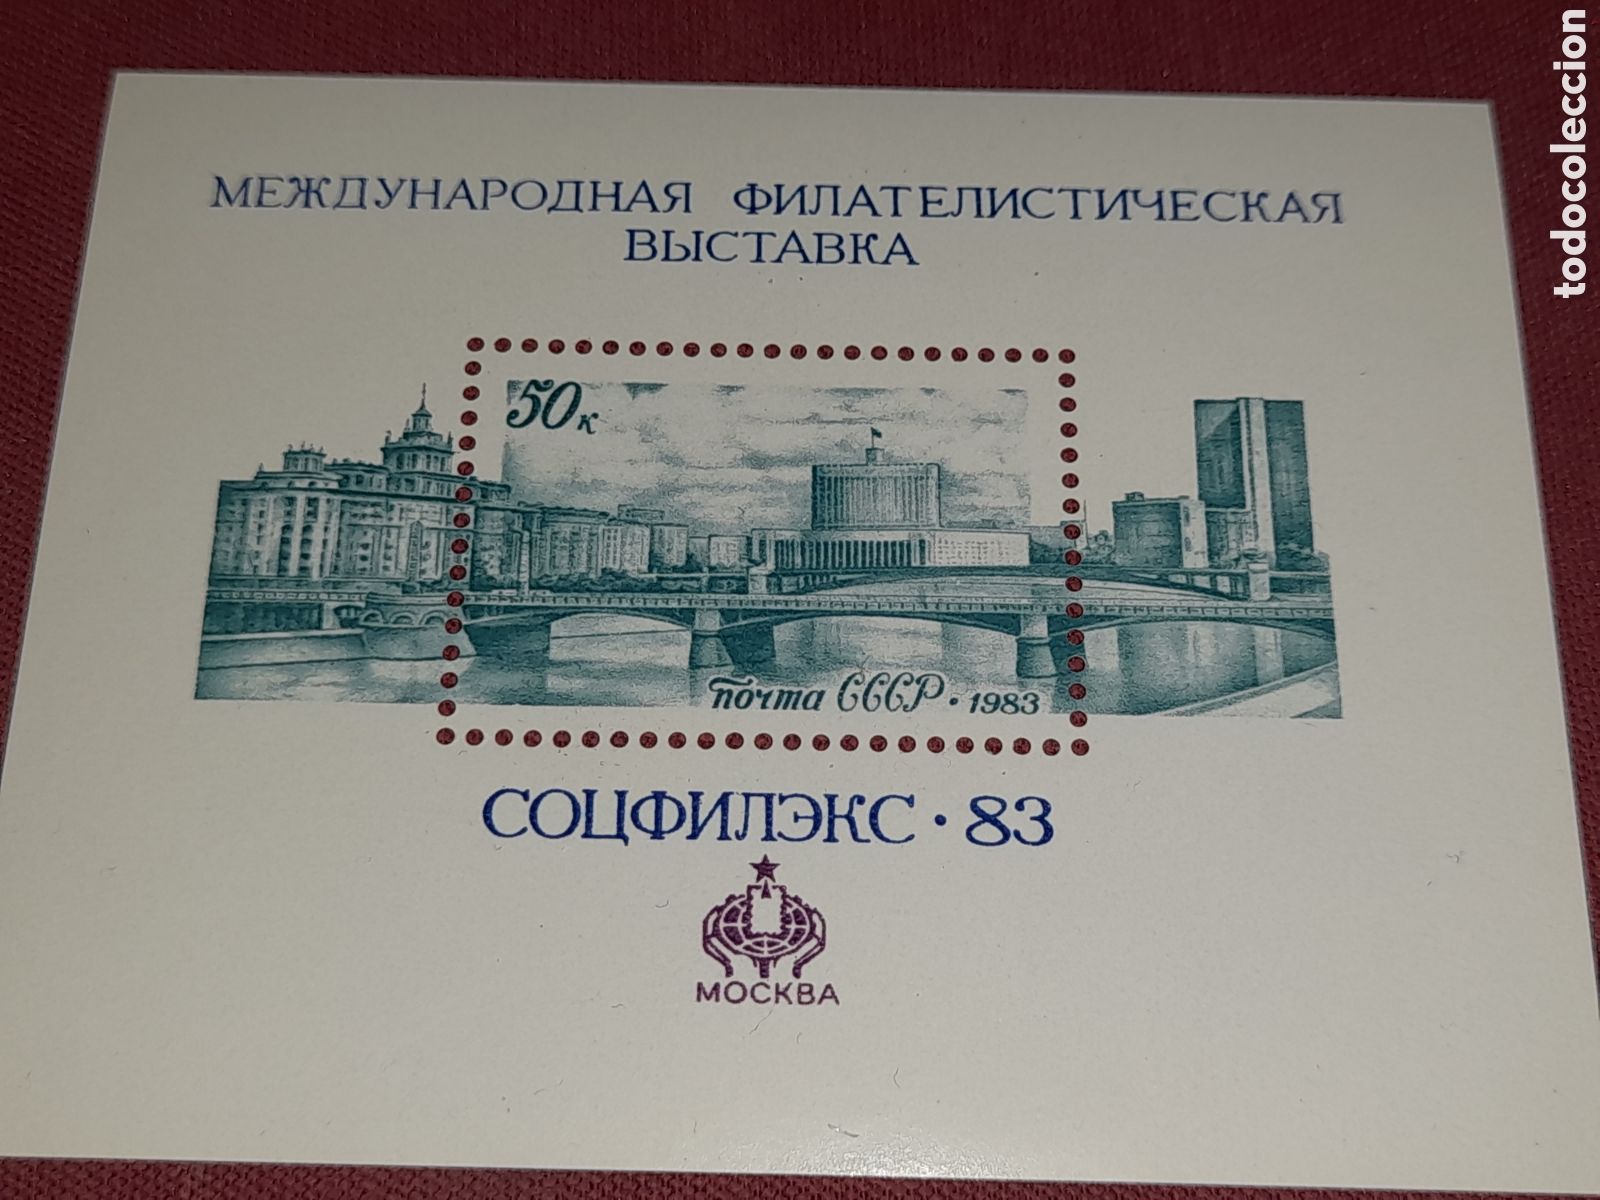 МЕЖДУНАРОДНАЯ ФИЛАТЕЛИСТИЧЕСКАЯ
ВЫСТАВКА
50к
почта СССР • 1983
СОЦФИЛЭКС • 83
МОСКВА
todocoleccion